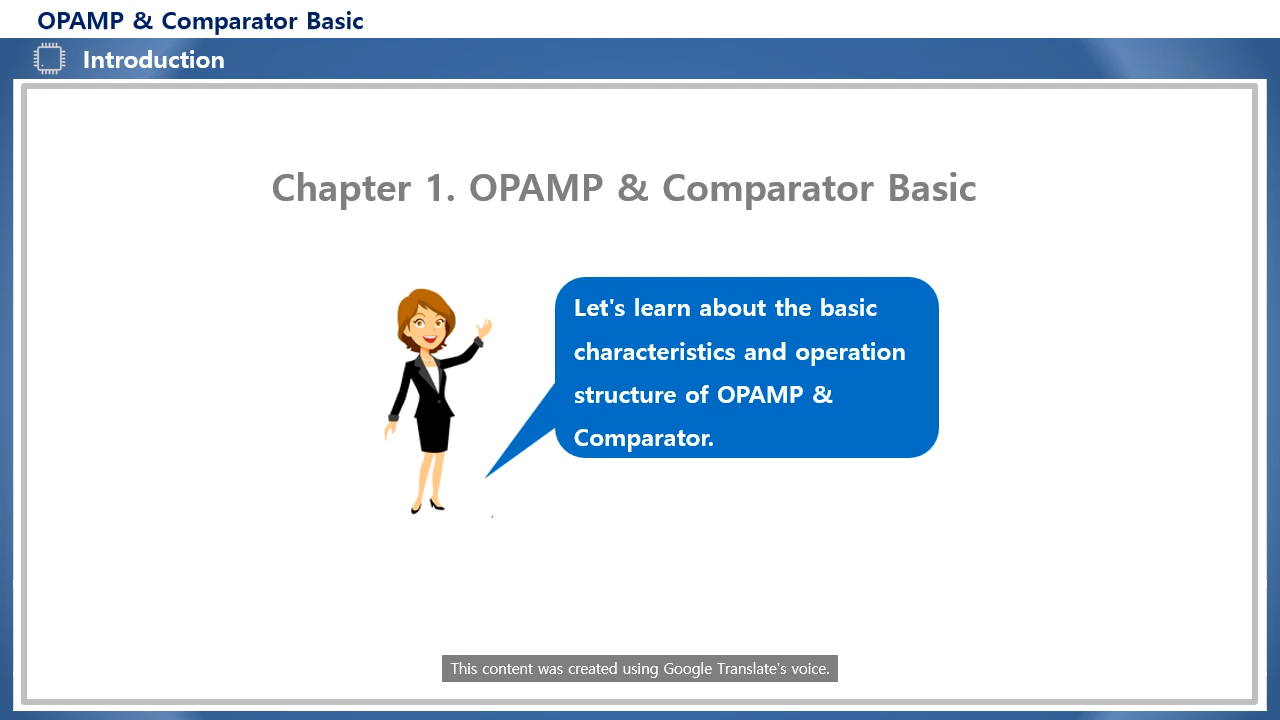 OPAMP & Comparator Basic
Introduction
Chapter 1. OPAMP & Comparator Basic
Let's learn about the basic
characteristics and operation
structure of OPAMP &
Comparator.
This content was created using Google Translate's voice.